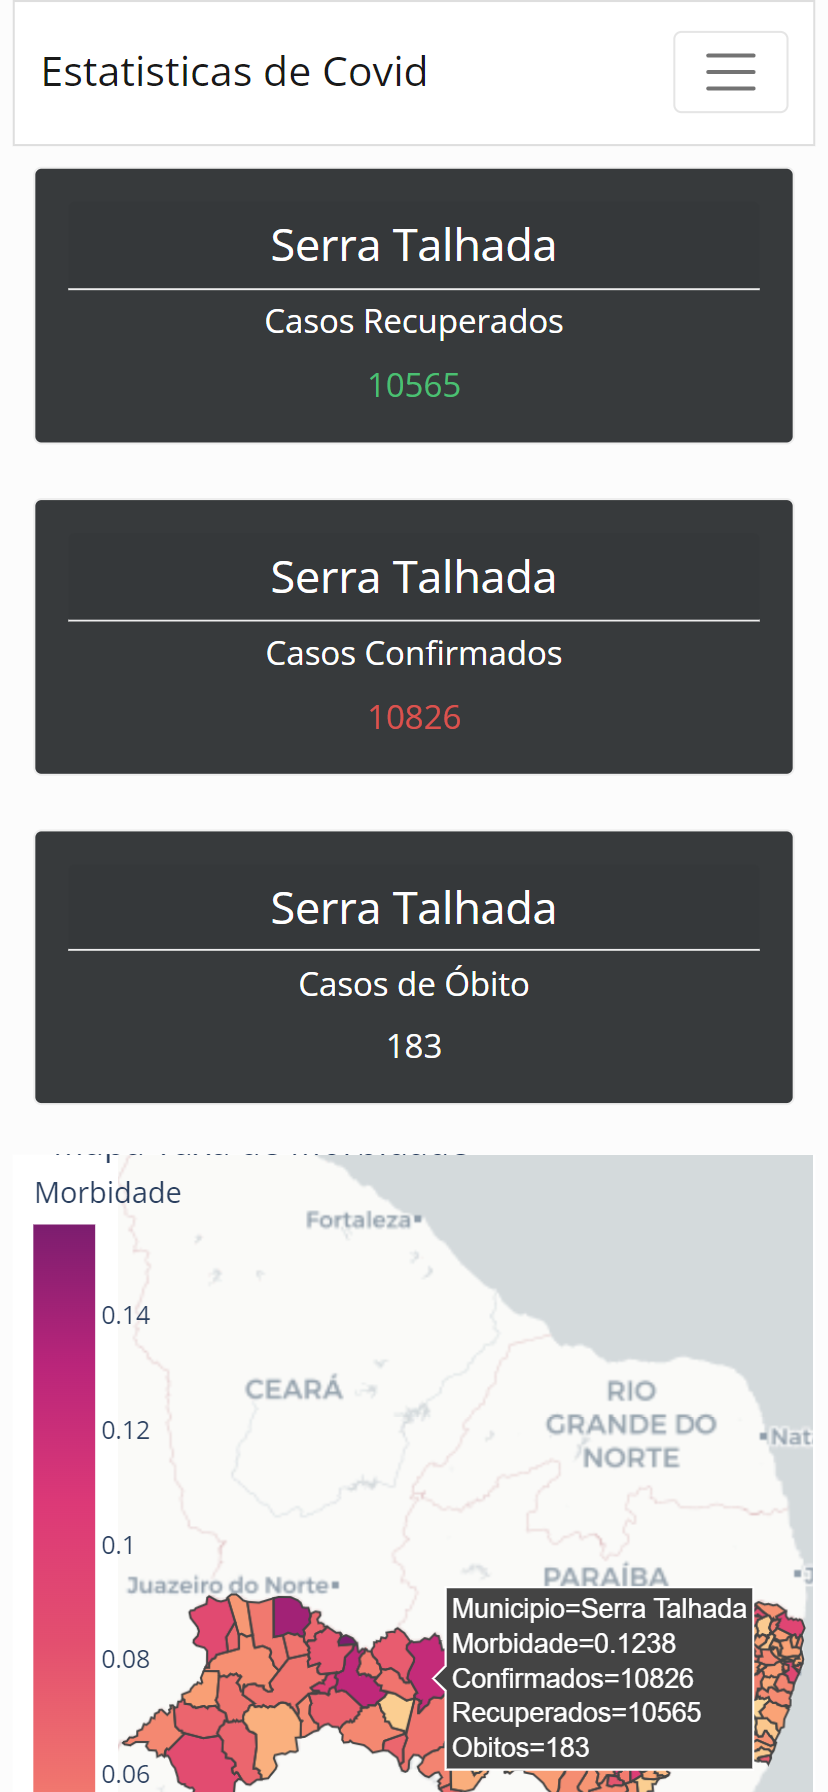 Estatisticas de Covid
Serra Talhada
Casos Recuperados
10565
Serra Talhada
Casos Confirmados
10826
Serra Talhada
Casos de Óbito
183
Morbidade
Fortaleza
0.14
CEARÁ
RIO
GRANDE DO
NORTE
0.12
0.1
Juazeiro do Norte
PARAÍBA
Municipio=Serra Talhada
Morbidade=0.1238
Confirmados=10826
Recuperados=10565
Obitos=183
0.08
0.06